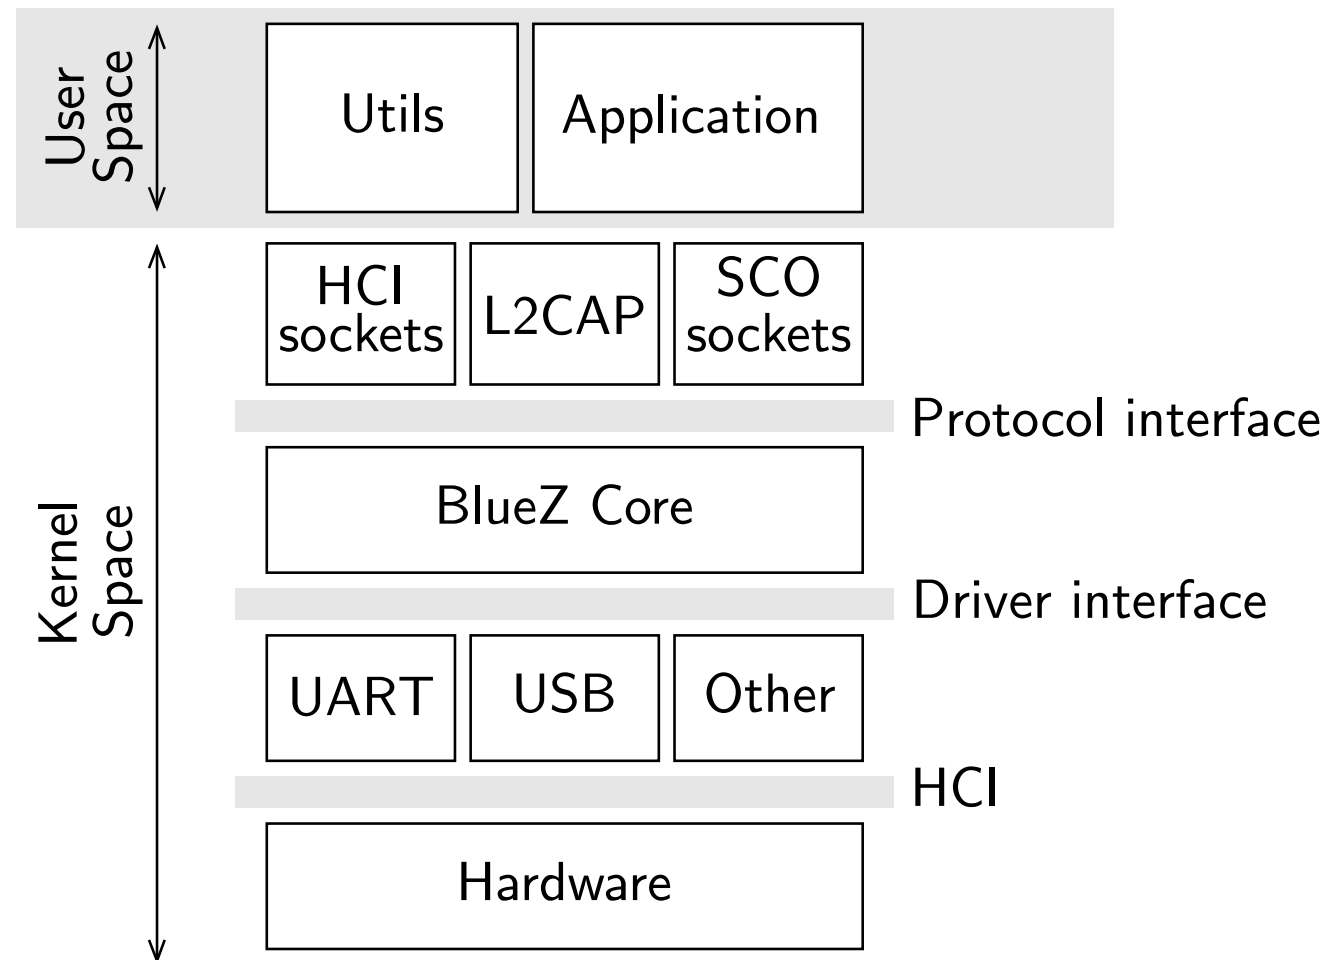 User
Space
Utils
Application
Kernel
Space
HCI
sockets
L2CAP
SCO
sockets
Protocol interface
BlueZ Core
Driver interface
UART
USB
Other
HCI
Hardware